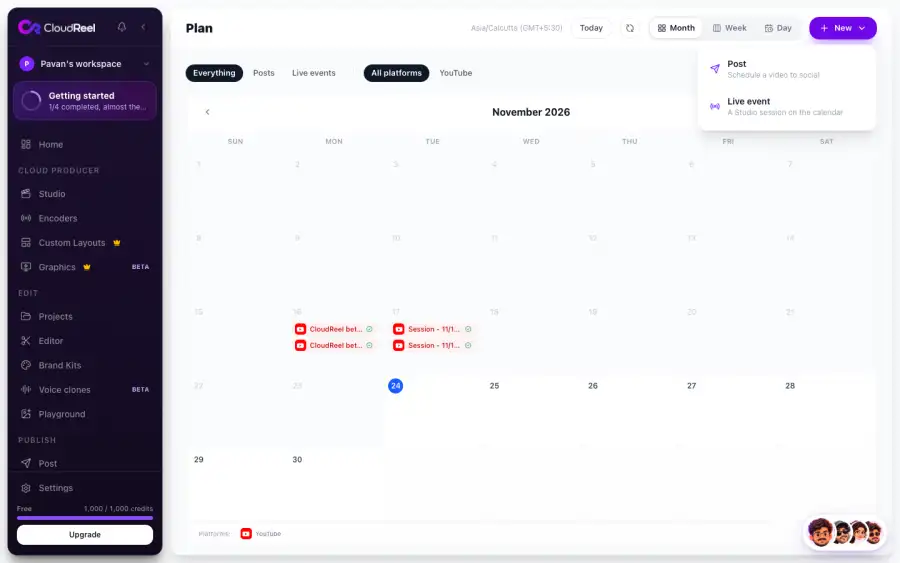 CloudReel
P Pavan's workspace
Getting started
1/4 completed, almost the...
Home
CLOUD PRODUCER
Studio
Encoders
Custom Layouts
Graphics BETA
EDIT
Projects
Editor
Brand Kits
Voice clones BETA
Playground
PUBLISH
Post
Settings
Free 1,000 / 1,000 credits
Upgrade
Plan
Asia/Calcutta (GMT+5:30) Today Month Week Day + New
Post
Schedule a video to social
Live event
A Studio session on the calendar
Everything Posts Live events All platforms YouTube
November 2026
SUN MON TUE WED THU FRI SAT
1 2 3 4 5 6 7
8 9 10 11 12 13 14
15 16 17 18 19 20 21
CloudReel bet... Session - 11/1...
CloudReel bet... Session - 11/1...
22 23 24 25 26 27 28
29 30
Platforms: YouTube